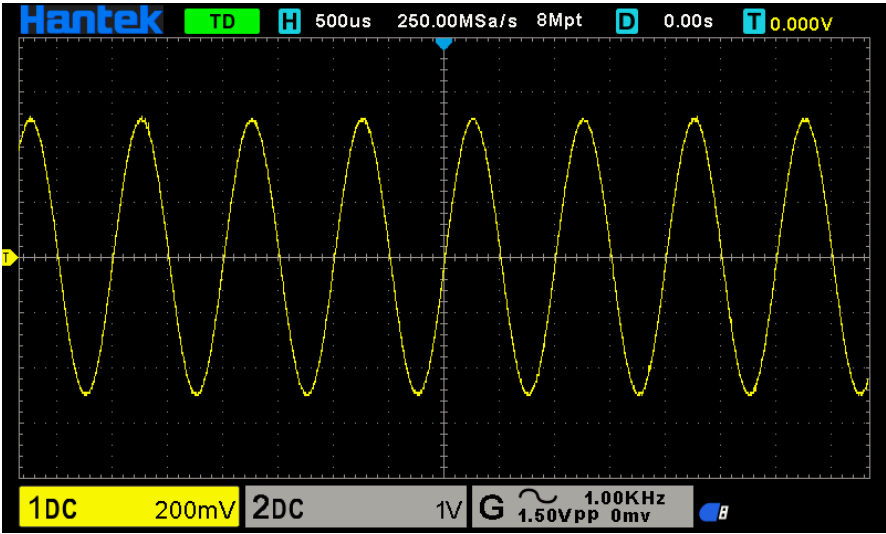 Hantek TD H 500us 250.00MSa/s 8Mpt D 0.00s T 0.000V
T
1DC 200mV 2DC 1V G 1.00KHz
1.50Vpp 0mv
8